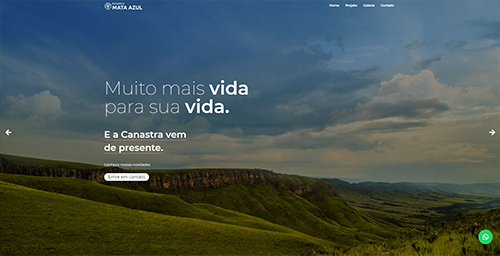 MATA AZUL
Home Projeto Galeria Contato
Muito mais vida
para sua vida.
E a Canastra vem
de presente.
Conheça nossas novidades
Entre em contato